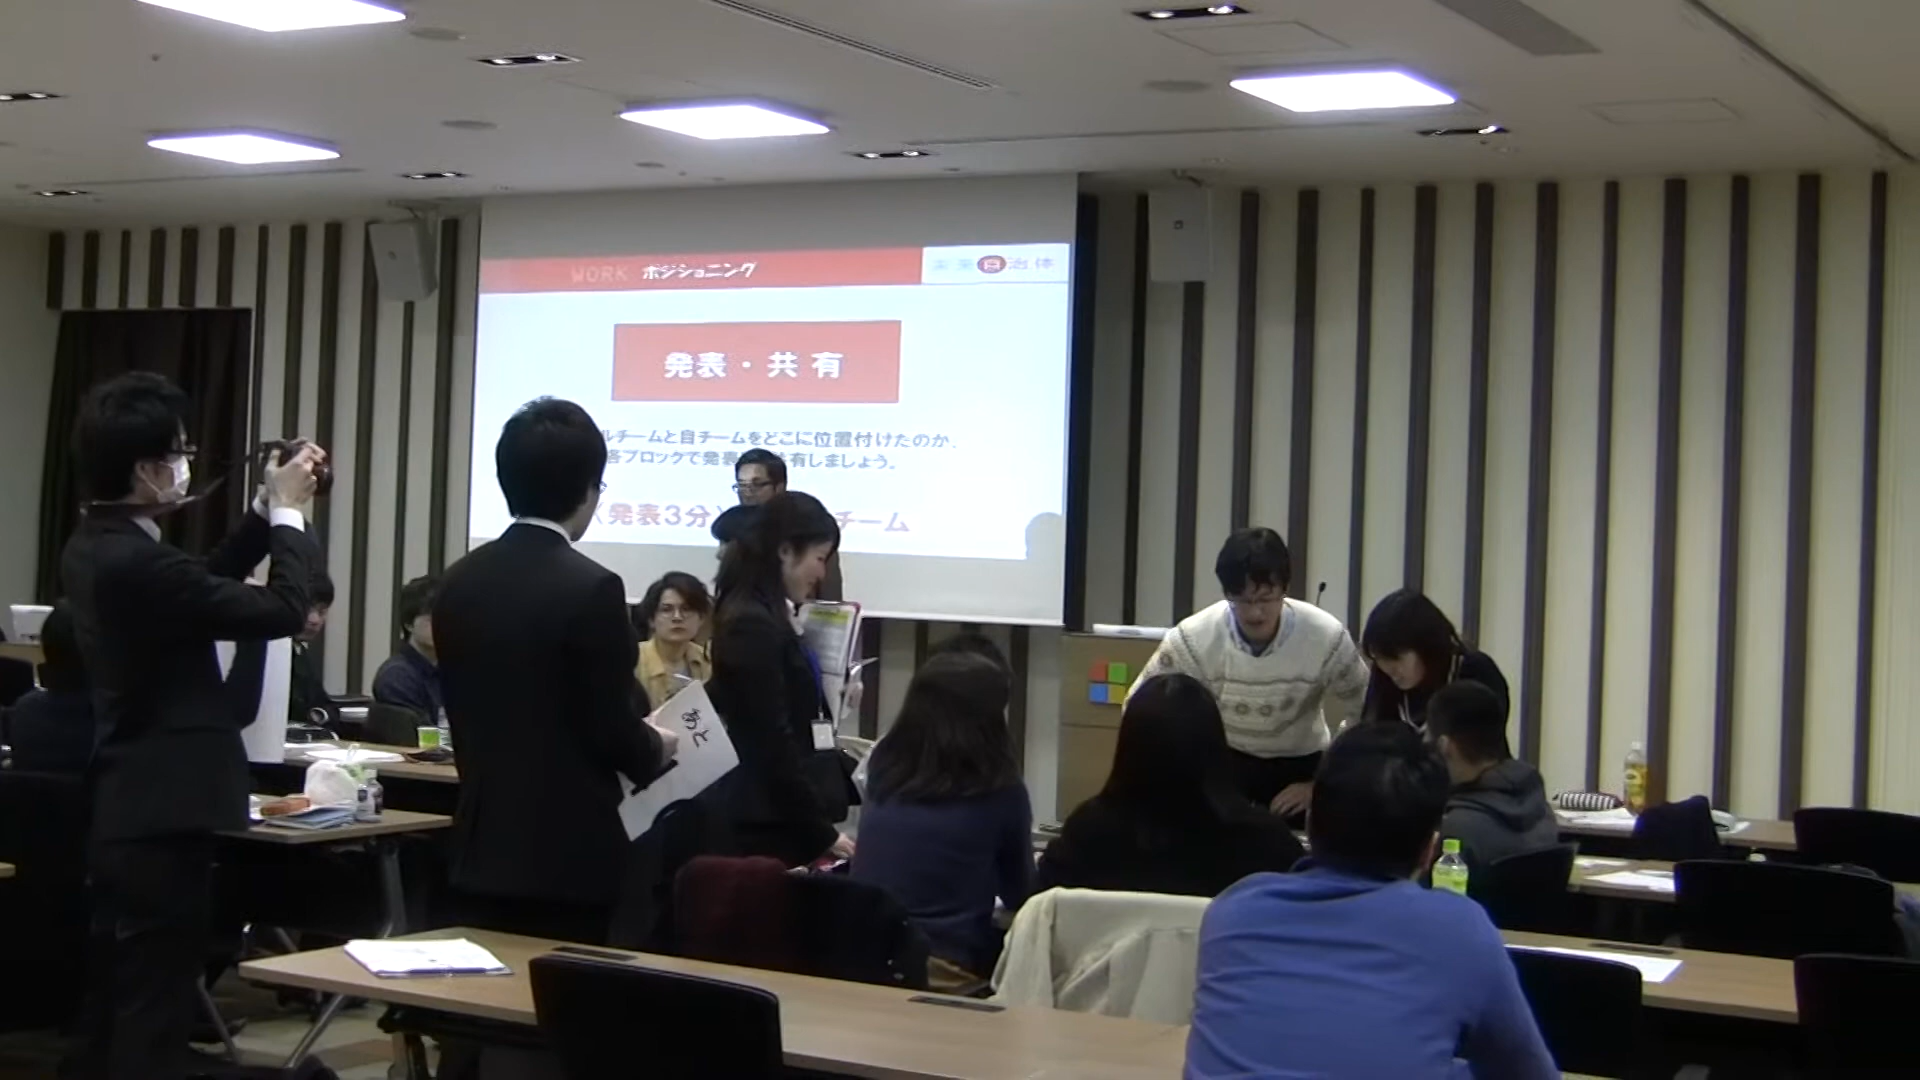 WORK ポジショニング
未来自治体
発表・共有
ルチームと自チームをどこに位置付けたのか、
各ブロックで発表 有しましょう。
〈発表3分〉 チーム
あと